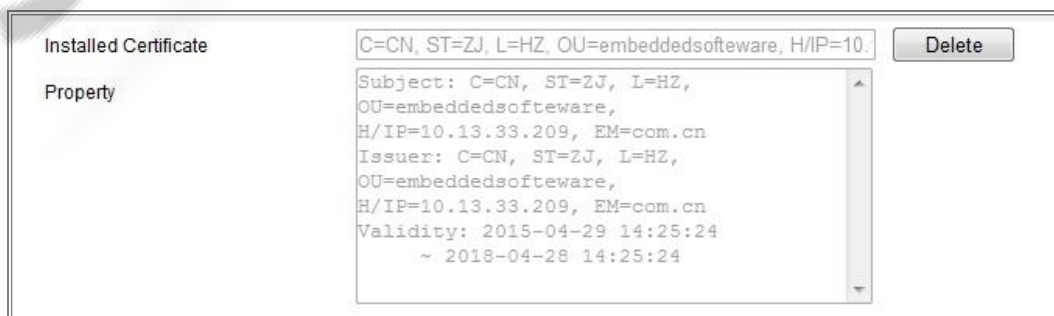 Installed Certificate
C=CN, ST=ZJ, L=HZ, OU=embeddedsofteware, H/IP=10.
Delete
Property
Subject: C=CN, ST=ZJ, L=HZ,
OU=embeddedsofteware,
H/IP=10.13.33.209, EM=com.cn
Issuer: C=CN, ST=ZJ, L=HZ,
OU=embeddedsofteware,
H/IP=10.13.33.209, EM=com.cn
Validity: 2015-04-29 14:25:24
~ 2018-04-28 14:25:24